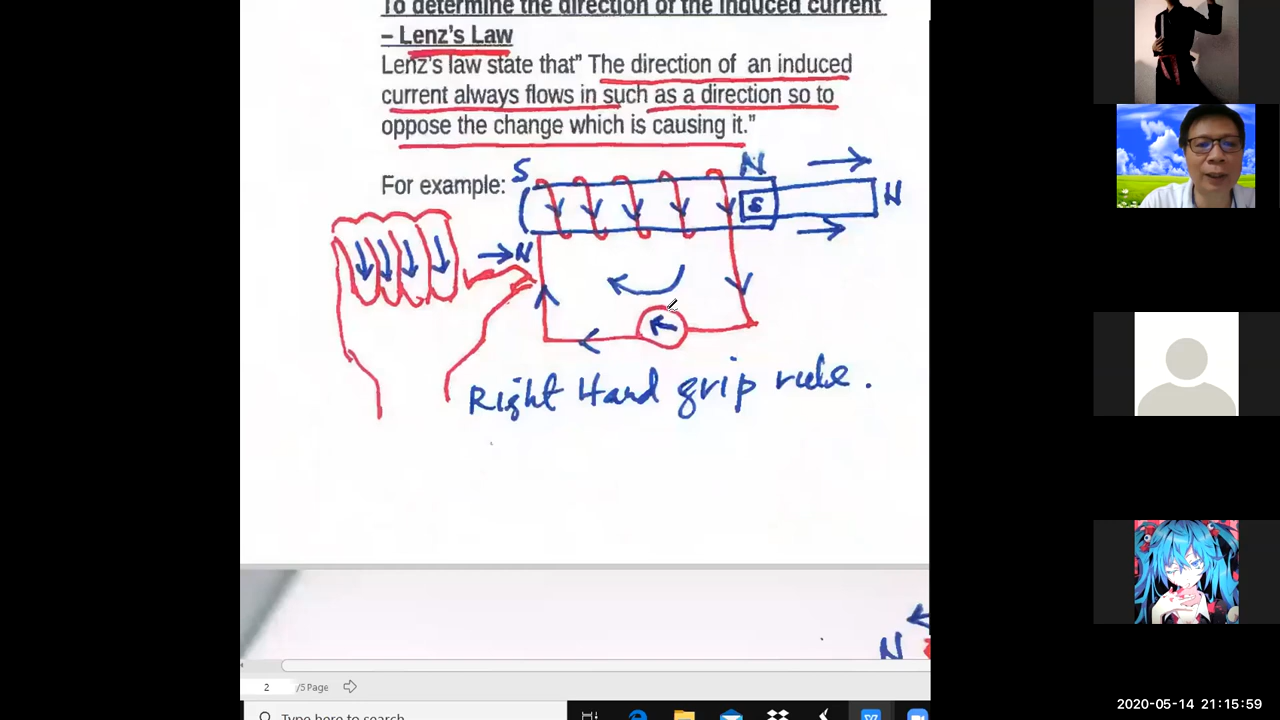 To determine the direction of the induced current
– Lenz's Law
Lenz's law state that" The direction of an induced
current always flows in such as a direction so to
oppose the change which is causing it."
For example:
S
N
S
N
N
Right Hand grip rule.
N
2 /5Page
Type here to search
2020-05-14 21:15:59